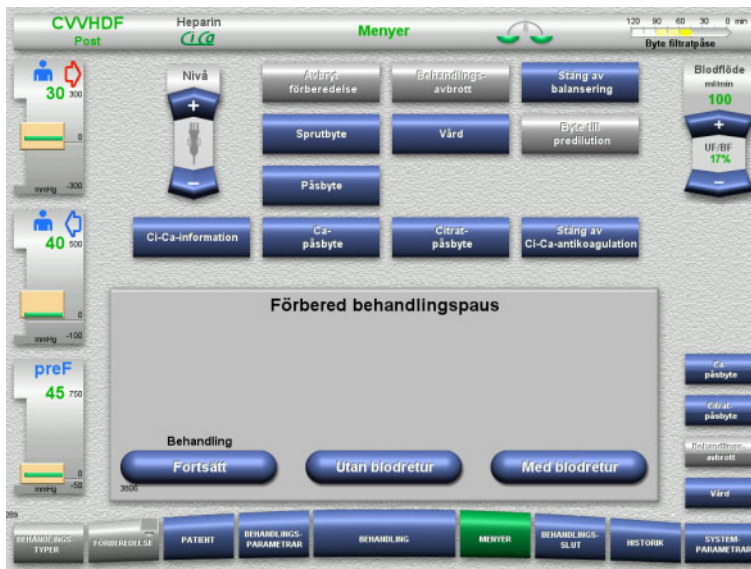 CVVHDF
Post
Heparin
CiCa
Menyer
120 90 60 30 0 min
Byte filtratpåse
30 300
0
mmHg -300
40 500
0
mmHg -100
preF
45 750
0
mmHg -50
Nivå
+
−
Avbryt
förberedelse
Behandlings-
avbrott
Stäng av
balansering
Sprutbyte
Vård
Byte till
predilution
Påsbyte
Ci-Ca-information
Ca-
påsbyte
Citrat-
påsbyte
Stäng av
Ci-Ca-antikoagulation
Blodflöde
ml/min
100
+
UF/BF
17%
−
Förbered behandlingspaus
Behandling
Fortsätt
Utan blodretur
Med blodretur
3606
Ca-
påsbyte
Citrat-
påsbyte
Behandlings-
avbrott
Vård
269
BEHANDLINGS-
TYPER
FÖRBEREDELSE
PATIENT
BEHANDLINGS-
PARAMETRAR
BEHANDLING
MENYER
BEHANDLINGS-
SLUT
HISTORIK
SYSTEM-
PARAMETRAR